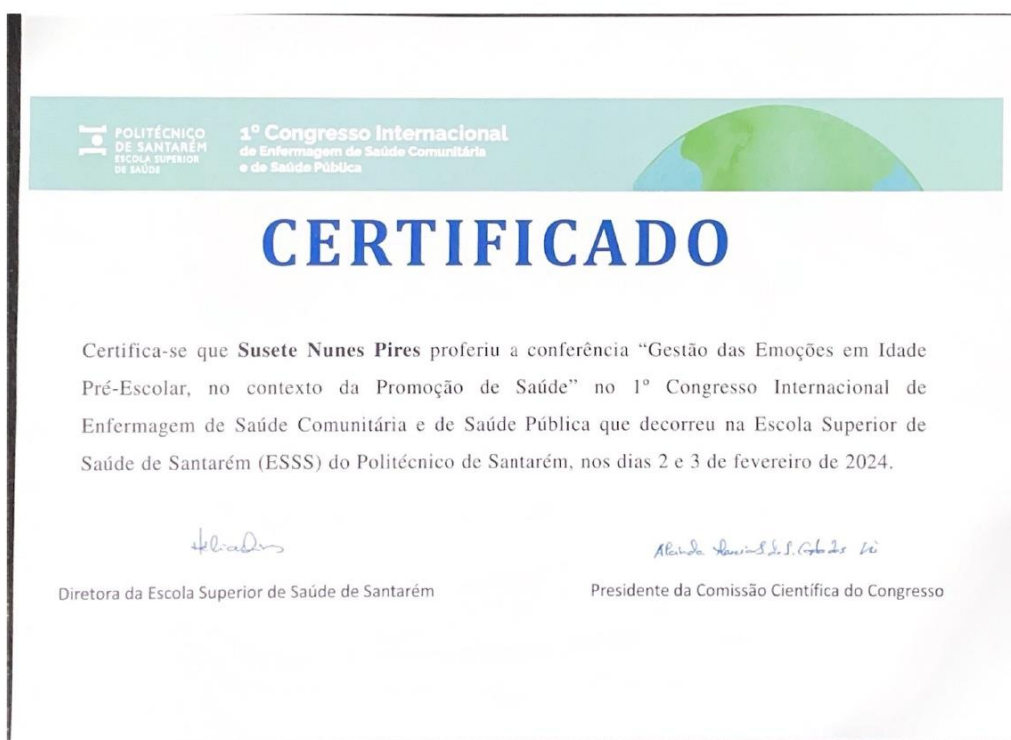 POLITÉCNICO
DE SANTARÉM
ESCOLA SUPERIOR
DE SAÚDE
1º Congresso Internacional
de Enfermagem de Saúde Comunitária
e de Saúde Pública
CERTIFICADO
Certifica-se que Susete Nunes Pires proferiu a conferência “Gestão das Emoções em Idade
Pré-Escolar, no contexto da Promoção de Saúde” no 1º Congresso Internacional de
Enfermagem de Saúde Comunitária e de Saúde Pública que decorreu na Escola Superior de
Saúde de Santarém (ESSS) do Politécnico de Santarém, nos dias 2 e 3 de fevereiro de 2024.
Diretora da Escola Superior de Saúde de Santarém
Presidente da Comissão Científica do Congresso